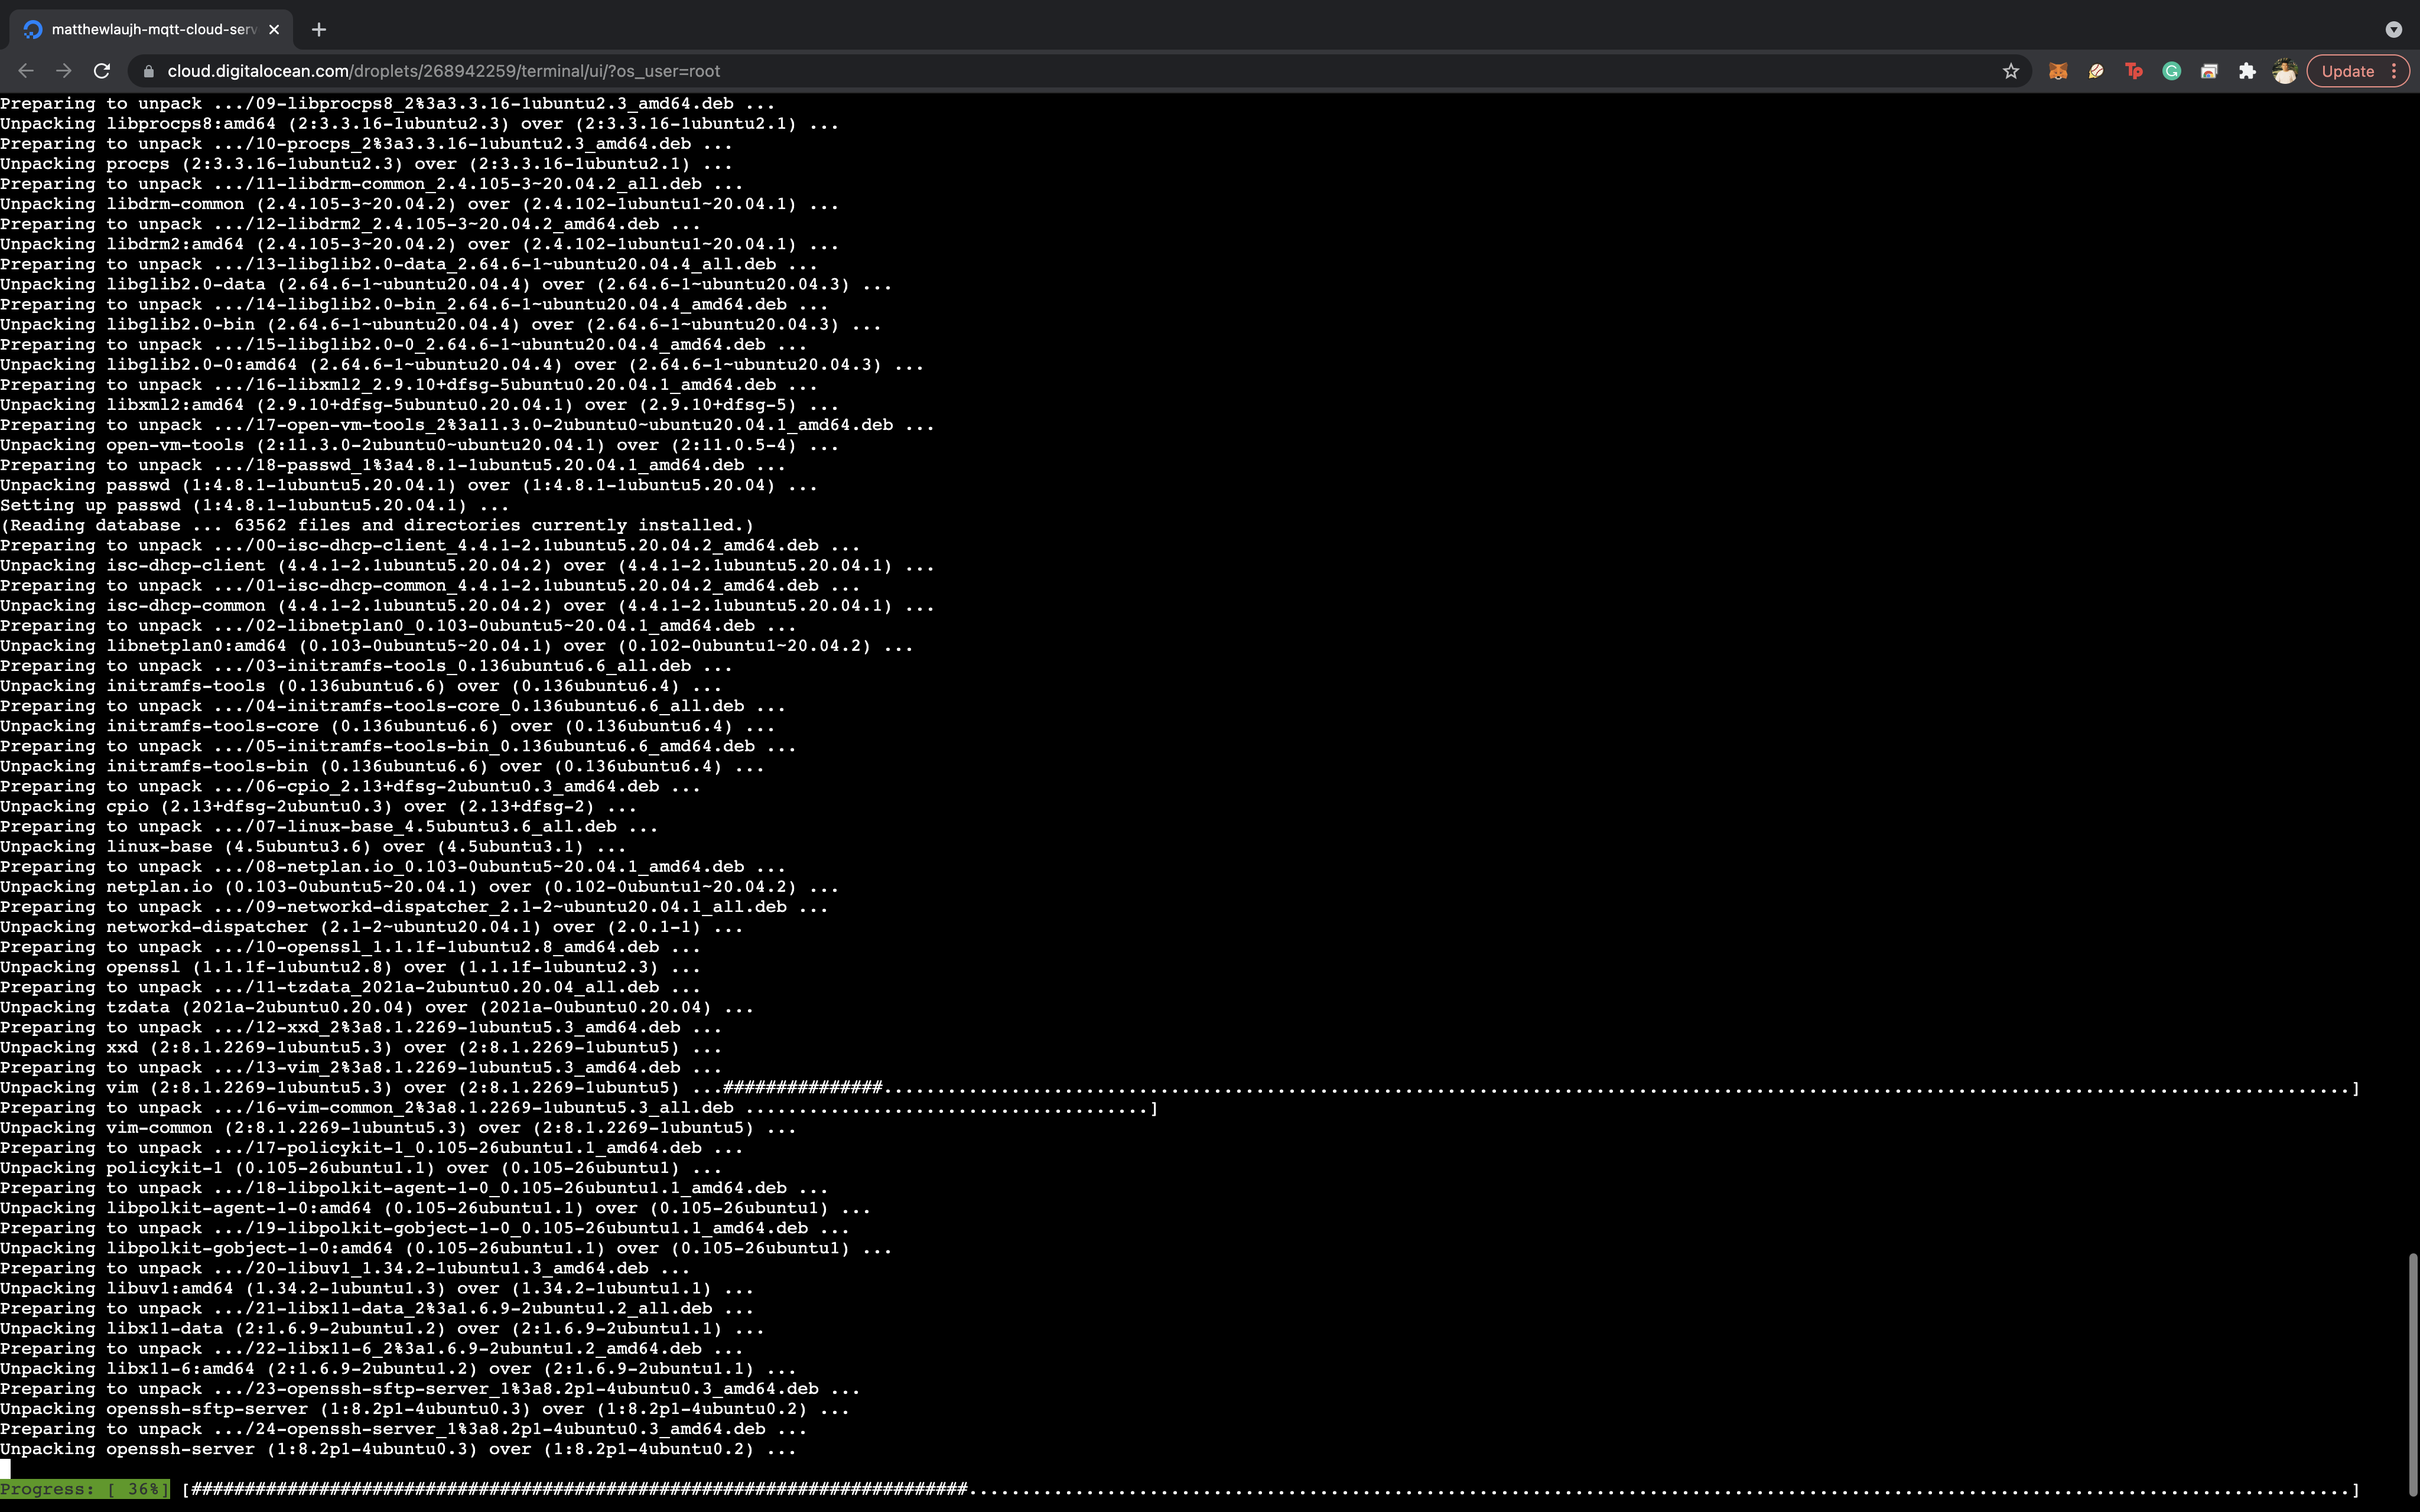 matthewlaujh-mqtt-cloud-serv
cloud.digitalocean.com/droplets/268942259/terminal/ui/?os_user=root
Update
Preparing to unpack .../09-libprocps8_2%3a3.3.16-1ubuntu2.3_amd64.deb ...
Unpacking libprocps8:amd64 (2:3.3.16-1ubuntu2.3) over (2:3.3.16-1ubuntu2.1) ...
Preparing to unpack .../10-procps_2%3a3.3.16-1ubuntu2.3_amd64.deb ...
Unpacking procps (2:3.3.16-1ubuntu2.3) over (2:3.3.16-1ubuntu2.1) ...
Preparing to unpack .../11-libdrm-common_2.4.105-3~20.04.2_all.deb ...
Unpacking libdrm-common (2.4.105-3~20.04.2) over (2.4.102-1ubuntu1~20.04.1) ...
Preparing to unpack .../12-libdrm2_2.4.105-3~20.04.2_amd64.deb ...
Unpacking libdrm2:amd64 (2.4.105-3~20.04.2) over (2.4.102-1ubuntu1~20.04.1) ...
Preparing to unpack .../13-libglib2.0-data_2.64.6-1~ubuntu20.04.4_all.deb ...
Unpacking libglib2.0-data (2.64.6-1~ubuntu20.04.4) over (2.64.6-1~ubuntu20.04.3) ...
Preparing to unpack .../14-libglib2.0-bin_2.64.6-1~ubuntu20.04.4_amd64.deb ...
Unpacking libglib2.0-bin (2.64.6-1~ubuntu20.04.4) over (2.64.6-1~ubuntu20.04.3) ...
Preparing to unpack .../15-libglib2.0-0_2.64.6-1~ubuntu20.04.4_amd64.deb ...
Unpacking libglib2.0-0:amd64 (2.64.6-1~ubuntu20.04.4) over (2.64.6-1~ubuntu20.04.3) ...
Preparing to unpack .../16-libxml2_2.9.10+dfsg-5ubuntu0.20.04.1_amd64.deb ...
Unpacking libxml2:amd64 (2.9.10+dfsg-5ubuntu0.20.04.1) over (2.9.10+dfsg-5) ...
Preparing to unpack .../17-open-vm-tools_2%3a11.3.0-2ubuntu0~ubuntu20.04.1_amd64.deb ...
Unpacking open-vm-tools (2:11.3.0-2ubuntu0~ubuntu20.04.1) over (2:11.0.5-4) ...
Preparing to unpack .../18-passwd_1%3a4.8.1-1ubuntu5.20.04.1_amd64.deb ...
Unpacking passwd (1:4.8.1-1ubuntu5.20.04.1) over (1:4.8.1-1ubuntu5.20.04) ...
Setting up passwd (1:4.8.1-1ubuntu5.20.04.1) ...
(Reading database ... 63562 files and directories currently installed.)
Preparing to unpack .../00-isc-dhcp-client_4.4.1-2.1ubuntu5.20.04.2_amd64.deb ...
Unpacking isc-dhcp-client (4.4.1-2.1ubuntu5.20.04.2) over (4.4.1-2.1ubuntu5.20.04.1) ...
Preparing to unpack .../01-isc-dhcp-common_4.4.1-2.1ubuntu5.20.04.2_amd64.deb ...
Unpacking isc-dhcp-common (4.4.1-2.1ubuntu5.20.04.2) over (4.4.1-2.1ubuntu5.20.04.1) ...
Preparing to unpack .../02-libnetplan0_0.103-0ubuntu5~20.04.1_amd64.deb ...
Unpacking libnetplan0:amd64 (0.103-0ubuntu5~20.04.1) over (0.102-0ubuntu1~20.04.2) ...
Preparing to unpack .../03-initramfs-tools_0.136ubuntu6.6_all.deb ...
Unpacking initramfs-tools (0.136ubuntu6.6) over (0.136ubuntu6.4) ...
Preparing to unpack .../04-initramfs-tools-core_0.136ubuntu6.6_all.deb ...
Unpacking initramfs-tools-core (0.136ubuntu6.6) over (0.136ubuntu6.4) ...
Preparing to unpack .../05-initramfs-tools-bin_0.136ubuntu6.6_amd64.deb ...
Unpacking initramfs-tools-bin (0.136ubuntu6.6) over (0.136ubuntu6.4) ...
Preparing to unpack .../06-cpio_2.13+dfsg-2ubuntu0.3_amd64.deb ...
Unpacking cpio (2.13+dfsg-2ubuntu0.3) over (2.13+dfsg-2) ...
Preparing to unpack .../07-linux-base_4.5ubuntu3.6_all.deb ...
Unpacking linux-base (4.5ubuntu3.6) over (4.5ubuntu3.1) ...
Preparing to unpack .../08-netplan.io_0.103-0ubuntu5~20.04.1_amd64.deb ...
Unpacking netplan.io (0.103-0ubuntu5~20.04.1) over (0.102-0ubuntu1~20.04.2) ...
Preparing to unpack .../09-networkd-dispatcher_2.1-2~ubuntu20.04.1_all.deb ...
Unpacking networkd-dispatcher (2.1-2~ubuntu20.04.1) over (2.0.1-1) ...
Preparing to unpack .../10-openssl_1.1.1f-1ubuntu2.8_amd64.deb ...
Unpacking openssl (1.1.1f-1ubuntu2.8) over (1.1.1f-1ubuntu2.3) ...
Preparing to unpack .../11-tzdata_2021a-2ubuntu0.20.04_all.deb ...
Unpacking tzdata (2021a-2ubuntu0.20.04) over (2021a-0ubuntu0.20.04) ...
Preparing to unpack .../12-xxd_2%3a8.1.2269-1ubuntu5.3_amd64.deb ...
Unpacking xxd (2:8.1.2269-1ubuntu5.3) over (2:8.1.2269-1ubuntu5) ...
Preparing to unpack .../13-vim_2%3a8.1.2269-1ubuntu5.3_amd64.deb ...
Unpacking vim (2:8.1.2269-1ubuntu5.3) over (2:8.1.2269-1ubuntu5) ...###############..........................................................................................................................................]
Preparing to unpack .../16-vim-common_2%3a8.1.2269-1ubuntu5.3_all.deb ......................................]
Unpacking vim-common (2:8.1.2269-1ubuntu5.3) over (2:8.1.2269-1ubuntu5) ...
Preparing to unpack .../17-policykit-1_0.105-26ubuntu1.1_amd64.deb ...
Unpacking policykit-1 (0.105-26ubuntu1.1) over (0.105-26ubuntu1) ...
Preparing to unpack .../18-libpolkit-agent-1-0_0.105-26ubuntu1.1_amd64.deb ...
Unpacking libpolkit-agent-1-0:amd64 (0.105-26ubuntu1.1) over (0.105-26ubuntu1) ...
Preparing to unpack .../19-libpolkit-gobject-1-0_0.105-26ubuntu1.1_amd64.deb ...
Unpacking libpolkit-gobject-1-0:amd64 (0.105-26ubuntu1.1) over (0.105-26ubuntu1) ...
Preparing to unpack .../20-libuv1_1.34.2-1ubuntu1.3_amd64.deb ...
Unpacking libuv1:amd64 (1.34.2-1ubuntu1.3) over (1.34.2-1ubuntu1.1) ...
Preparing to unpack .../21-libx11-data_2%3a1.6.9-2ubuntu1.2_all.deb ...
Unpacking libx11-data (2:1.6.9-2ubuntu1.2) over (2:1.6.9-2ubuntu1.1) ...
Preparing to unpack .../22-libx11-6_2%3a1.6.9-2ubuntu1.2_amd64.deb ...
Unpacking libx11-6:amd64 (2:1.6.9-2ubuntu1.2) over (2:1.6.9-2ubuntu1.1) ...
Preparing to unpack .../23-openssh-sftp-server_1%3a8.2p1-4ubuntu0.3_amd64.deb ...
Unpacking openssh-sftp-server (1:8.2p1-4ubuntu0.3) over (1:8.2p1-4ubuntu0.2) ...
Preparing to unpack .../24-openssh-server_1%3a8.2p1-4ubuntu0.3_amd64.deb ...
Unpacking openssh-server (1:8.2p1-4ubuntu0.3) over (1:8.2p1-4ubuntu0.2) ...
Progress: [ 36%] [#########################################################################..................................................................................................................................]